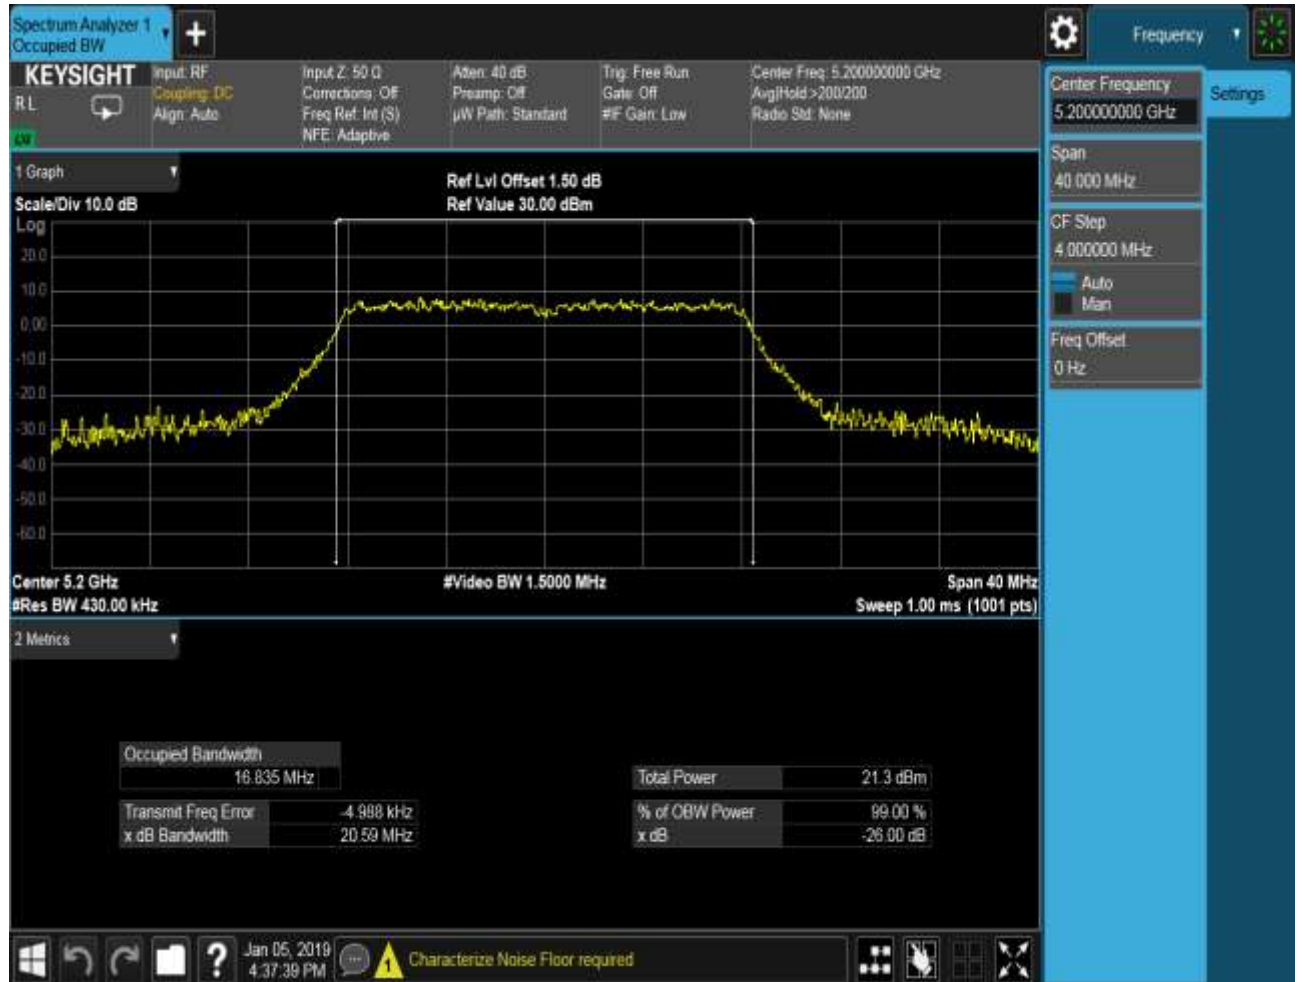 Spectrum Analyzer 1
Occupied BW
Frequency
KEYSIGHT
RL
Input: RF
Coupling: DC
Align: Auto
Input Z: 50 Ω
Corrections: Off
Freq Ref: Int (S)
NFE: Adaptive
Atten: 40 dB
Preamp: Off
µW Path: Standard
Trig: Free Run
Gate: Off
#IF Gain: Low
Center Freq: 5.200000000 GHz
Avg|Hold:>200/200
Radio Std: None
Center Frequency
5.200000000 GHz
Settings
Span
40.000 MHz
CF Step
4.000000 MHz
Auto
Man
Freq Offset
0 Hz
1 Graph
Scale/Div 10.0 dB
Ref Lvl Offset 1.50 dB
Ref Value 30.00 dBm
Log
20.0
10.0
0.00
-10.0
-20.0
-30.0
-40.0
-50.0
-60.0
Center 5.2 GHz
#Video BW 1.5000 MHz
Span 40 MHz
#Res BW 430.00 kHz
Sweep 1.00 ms (1001 pts)
2 Metrics
Occupied Bandwidth
16.835 MHz
Total Power 21.3 dBm
Transmit Freq Error -4.988 kHz
% of OBW Power 99.00 %
x dB Bandwidth 20.59 MHz
x dB -26.00 dB
?
Jan 05, 2019
4:37:39 PM
1
Characterize Noise Floor required